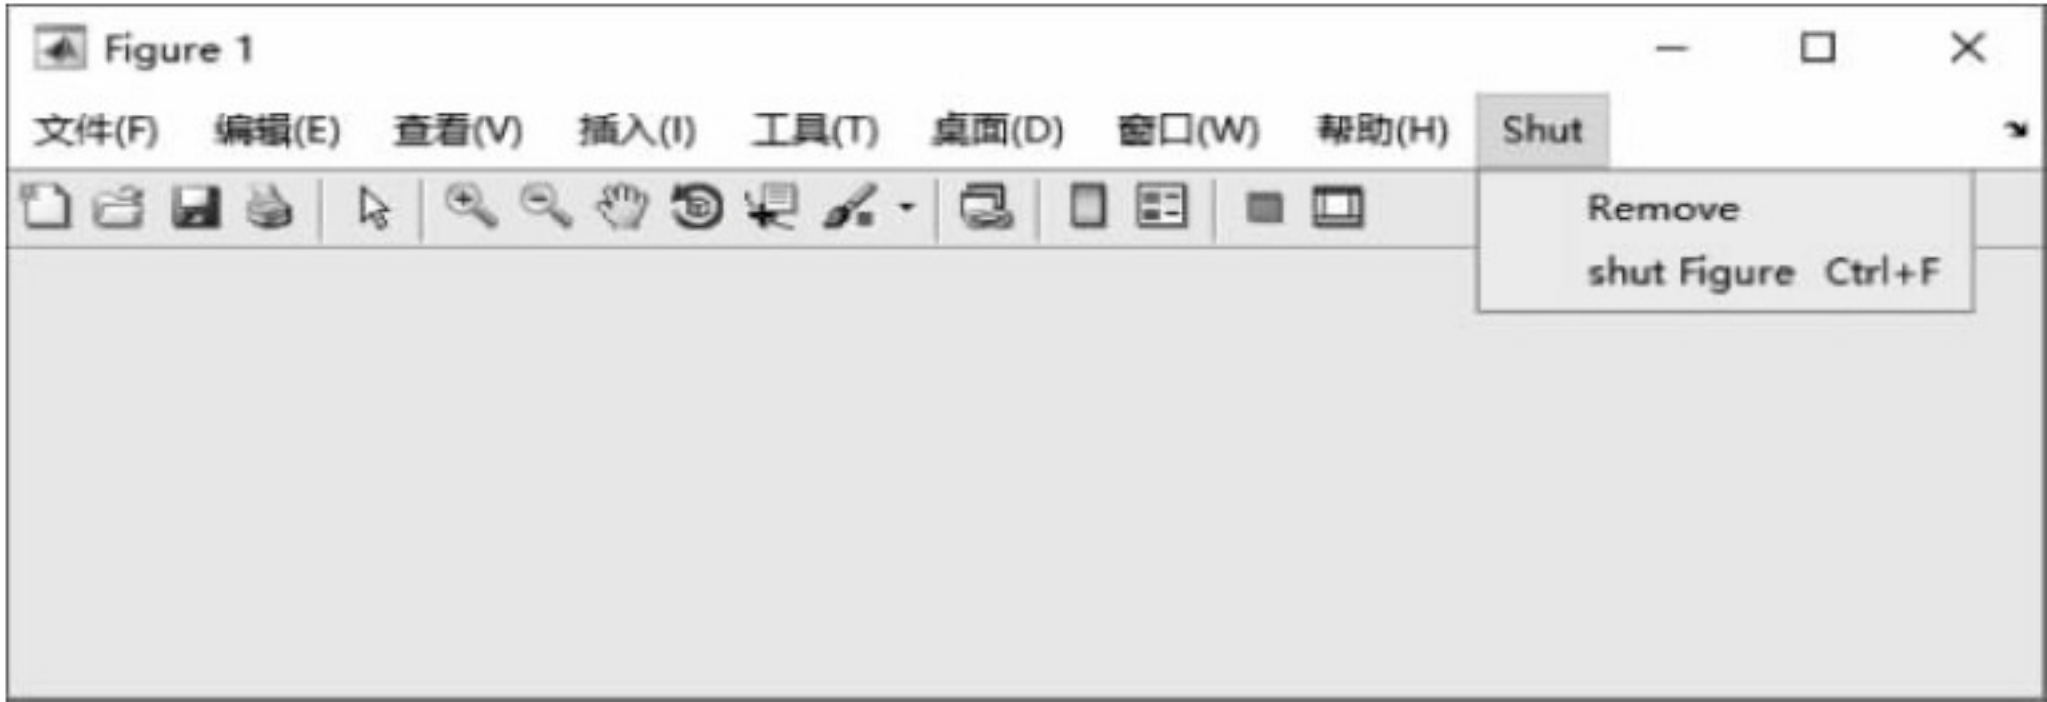 Figure 1
文件(F) 编辑(E) 查看(V) 插入(I) 工具(T) 桌面(D) 窗口(W) 帮助(H) Shut
Remove
shut Figure Ctrl+F